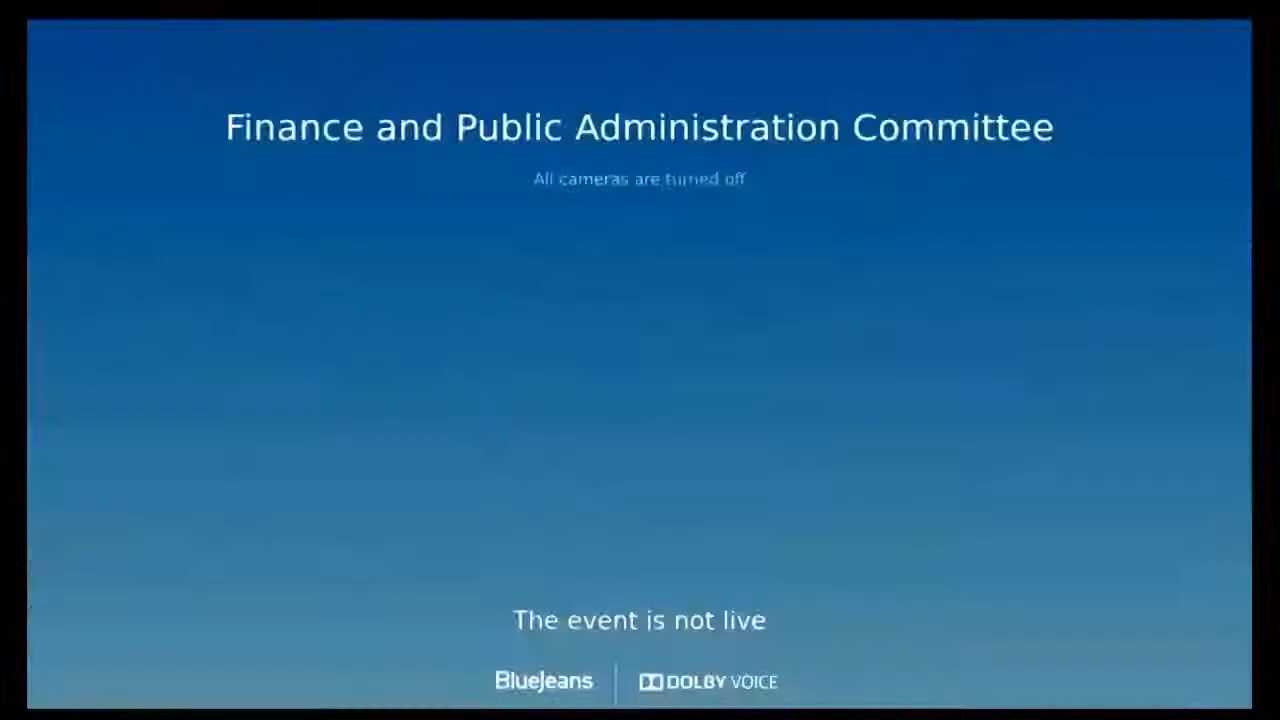 Finance and Public Administration Committee
All cameras are turned off
The event is not live
BlueJeans DOLBY VOICE